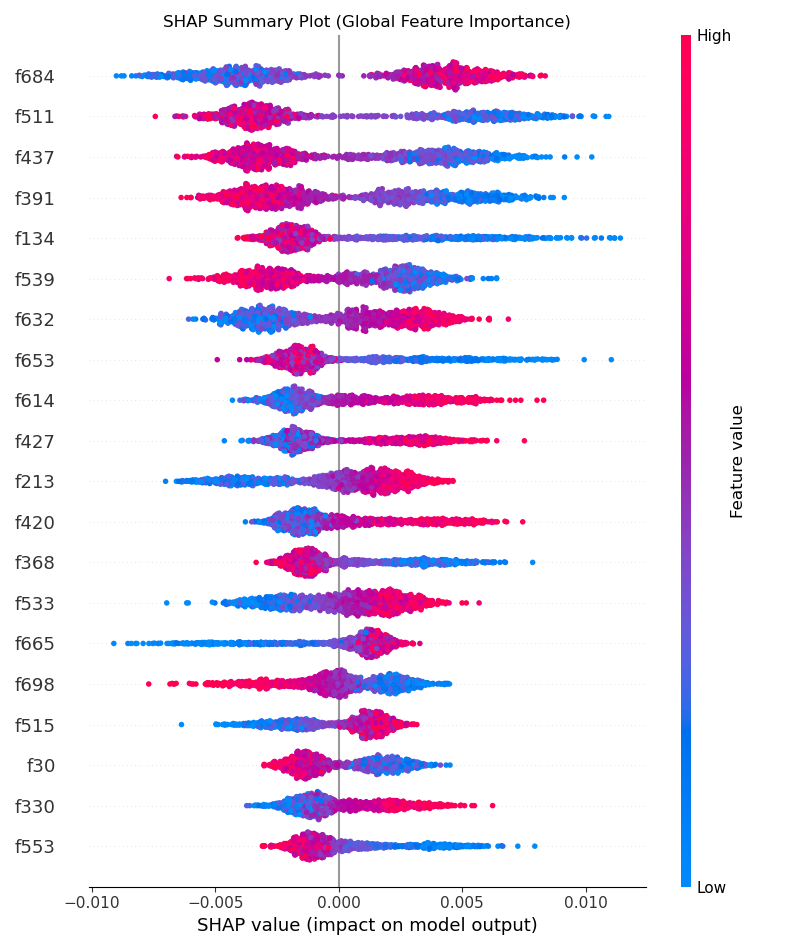 SHAP Summary Plot (Global Feature Importance)
High
f684
f511
f437
f391
f134
f539
f632
f653
f614
f427
f213
f420
f368
f533
f665
f698
f515
f30
f330
f553
Feature value
Low
−0.010 −0.005 0.000 0.005 0.010
SHAP value (impact on model output)